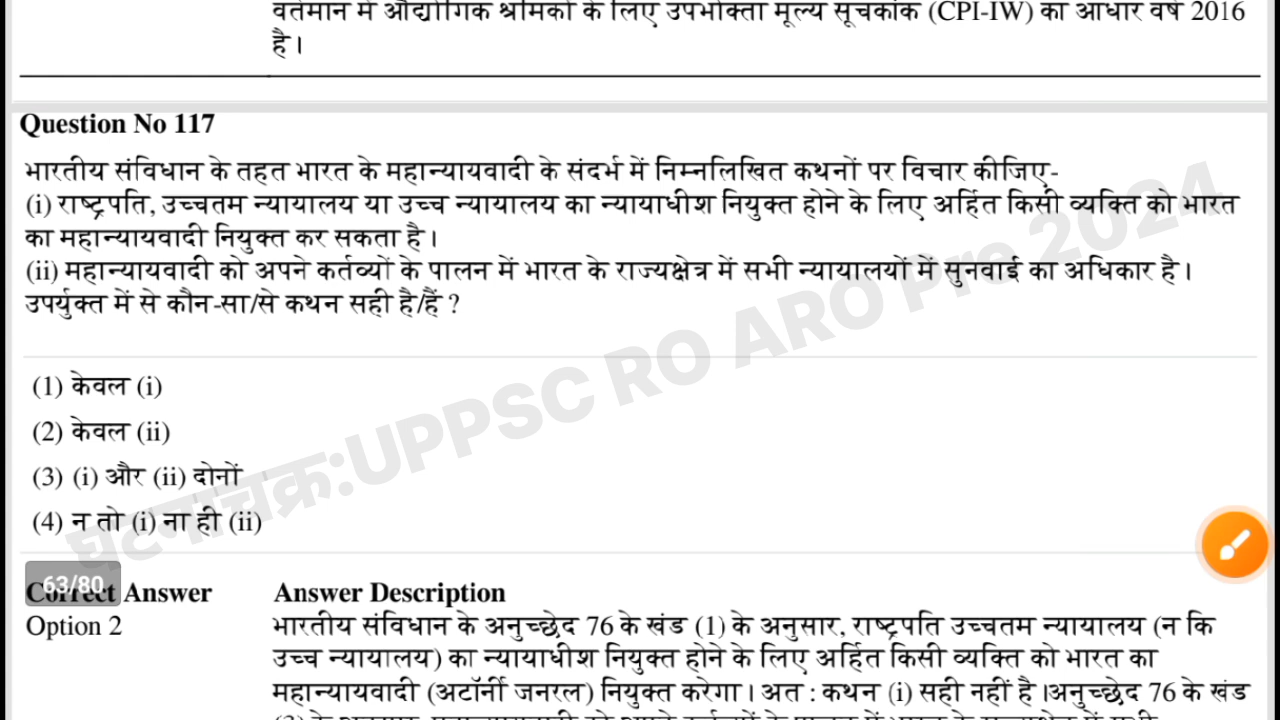 वर्तमान में औद्योगिक श्रमिकों के लिए उपभोक्ता मूल्य सूचकांक (CPI-IW) का आधार वर्ष 2016
है।
Question No 117
भारतीय संविधान के तहत भारत के महान्यायवादी के संदर्भ में निम्नलिखित कथनों पर विचार कीजिए-
(i) राष्ट्रपति, उच्चतम न्यायालय या उच्च न्यायालय का न्यायाधीश नियुक्त होने के लिए अर्हित किसी व्यक्ति को भारत
का महान्यायवादी नियुक्त कर सकता है।
(ii) महान्यायवादी को अपने कर्तव्यों के पालन में भारत के राज्यक्षेत्र में सभी न्यायालयों में सुनवाई का अधिकार है।
उपर्युक्त में से कौन-सा/से कथन सही है/हैं ?
घटनाचक्र:UPPSC RO ARO Pre 2024
(1) केवल (i)
(2) केवल (ii)
(3) (i) और (ii) दोनों
(4) न तो (i) ना ही (ii)
63/80
Correct Answer Answer Description
Option 2 भारतीय संविधान के अनुच्छेद 76 के खंड (1) के अनुसार, राष्ट्रपति उच्चतम न्यायालय (न कि
उच्च न्यायालय) का न्यायाधीश नियुक्त होने के लिए अर्हित किसी व्यक्ति को भारत का
महान्यायवादी (अटॉर्नी जनरल) नियुक्त करेगा। अत : कथन (i) सही नहीं है।अनुच्छेद 76 के खंड